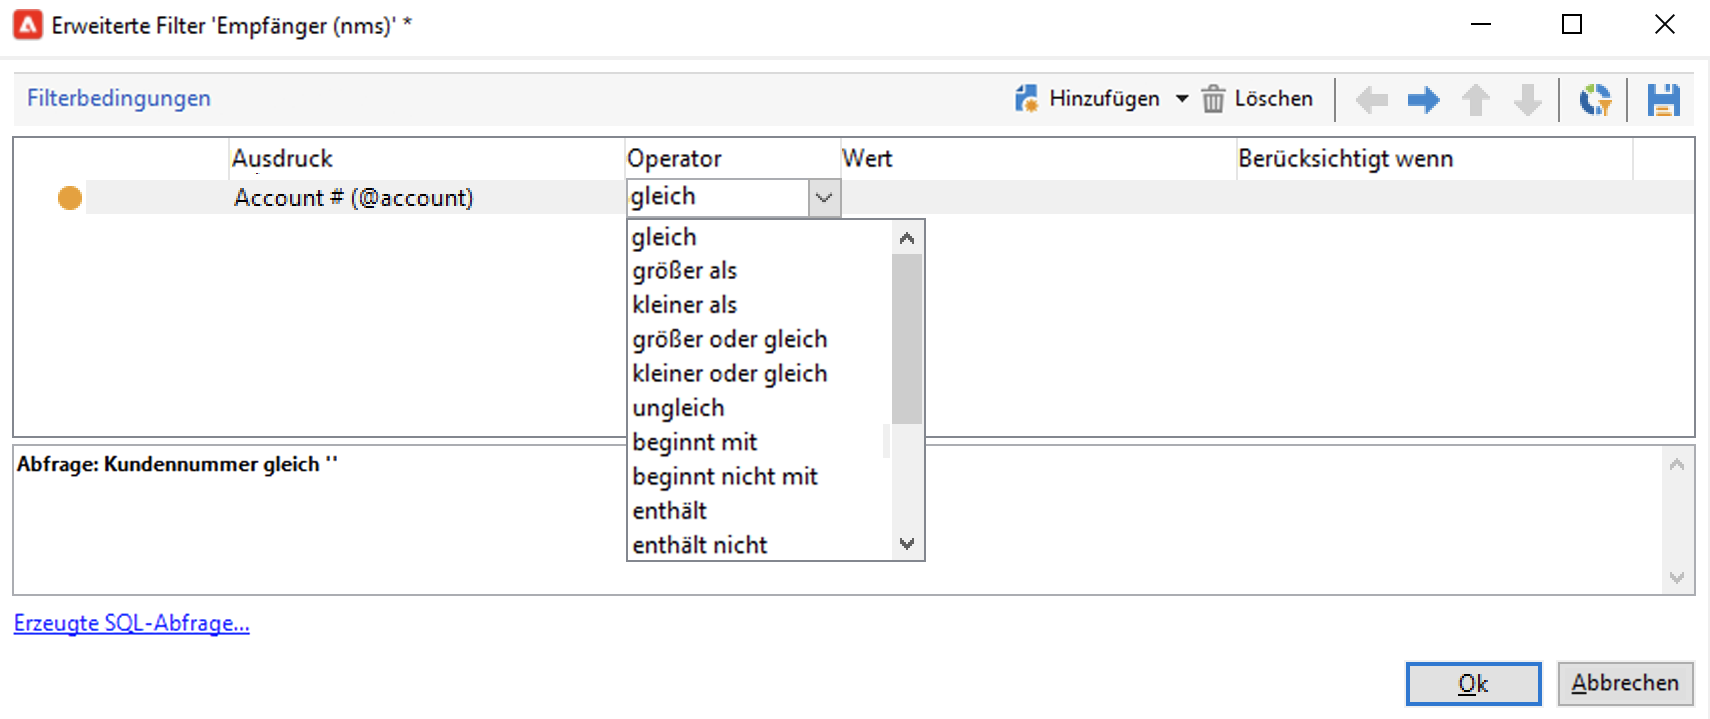 Erweiterte Filter 'Empfänger (nms)' *
Filterbedingungen
Hinzufügen
Löschen
Ausdruck
Operator
Wert
Berücksichtigt wenn
Account # (@account)
gleich
gleich
größer als
kleiner als
größer oder gleich
kleiner oder gleich
ungleich
beginnt mit
beginnt nicht mit
enthält
enthält nicht
Abfrage: Kundennummer gleich ''
Erzeugte SQL-Abfrage...
Ok
Abbrechen